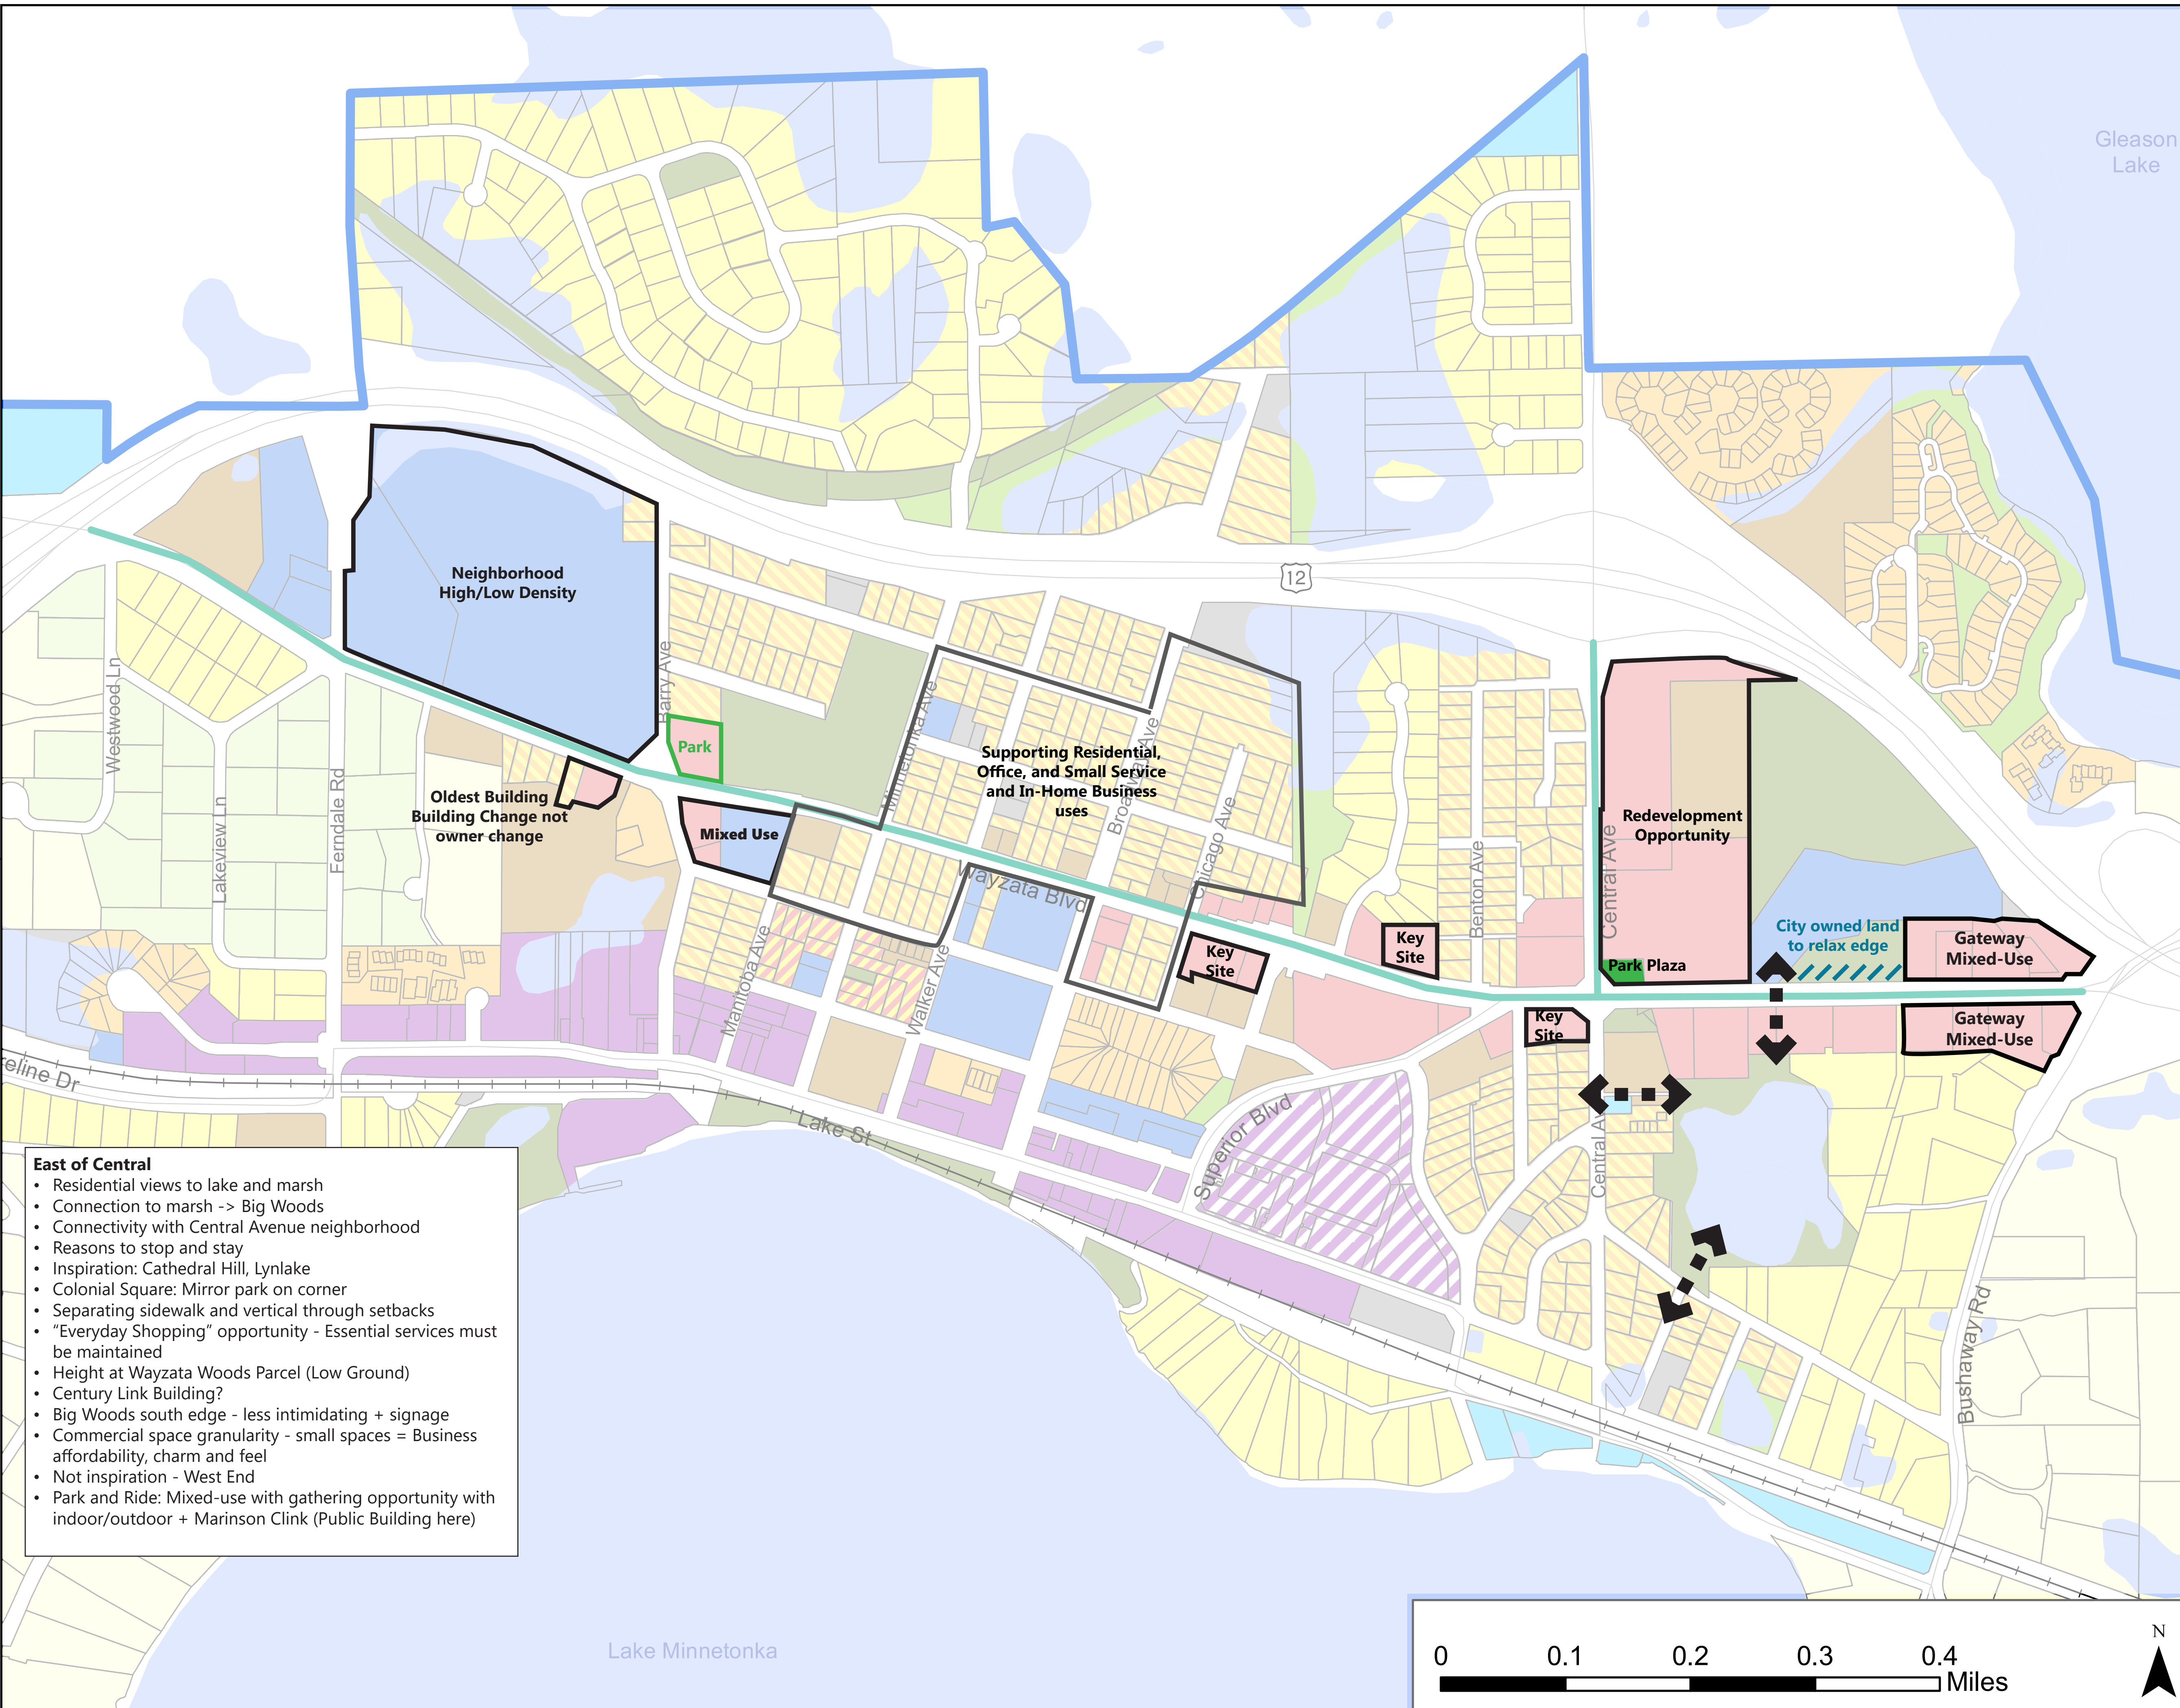 Gleason
Lake
12
Neighborhood
High/Low Density
Westwood Ln
Lakeview Ln
Ferndale Rd
Barry Ave
Park
Minnetonka Ave
Broadway Ave
Chicago Ave
Supporting Residential,
Office, and Small Service
and In-Home Business
uses
Oldest Building
Building Change not
owner change
Mixed Use
Wayzata Blvd
Benton Ave
Central Ave
Redevelopment
Opportunity
Key
Site
Key
Site
Key
Site
Park Plaza
City owned land
to relax edge
Gateway
Mixed-Use
Gateway
Mixed-Use
Manitoba Ave
Walker Ave
reline Dr
Lake St
Superior Blvd
Central Av
Bushaway Rd
East of Central
• Residential views to lake and marsh
• Connection to marsh -> Big Woods
• Connectivity with Central Avenue neighborhood
• Reasons to stop and stay
• Inspiration: Cathedral Hill, Lynlake
• Colonial Square: Mirror park on corner
• Separating sidewalk and vertical through setbacks
• “Everyday Shopping” opportunity - Essential services must
be maintained
• Height at Wayzata Woods Parcel (Low Ground)
• Century Link Building?
• Big Woods south edge - less intimidating + signage
• Commercial space granularity - small spaces = Business
affordability, charm and feel
• Not inspiration - West End
• Park and Ride: Mixed-use with gathering opportunity with
indoor/outdoor + Marinson Clink (Public Building here)
Lake Minnetonka
0 0.1 0.2 0.3 0.4
Miles
N